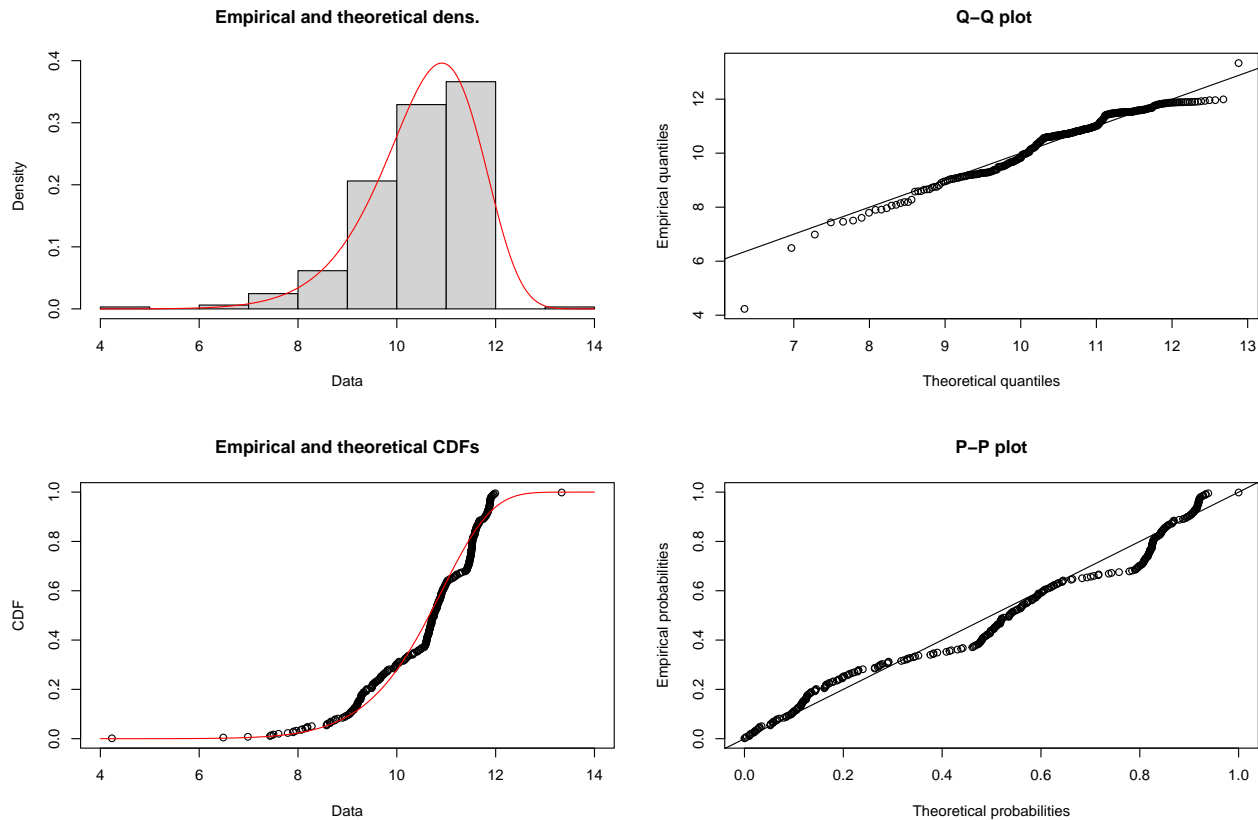 Empirical and theoretical dens.
Density
0.0 0.1 0.2 0.3 0.4
4 6 8 10 12 14
Data
Q−Q plot
Empirical quantiles
4 6 8 10 12
7 8 9 10 11 12 13
Theoretical quantiles
Empirical and theoretical CDFs
CDF
0.0 0.2 0.4 0.6 0.8 1.0
4 6 8 10 12 14
Data
P−P plot
Empirical probabilities
0.0 0.2 0.4 0.6 0.8 1.0
0.0 0.2 0.4 0.6 0.8 1.0
Theoretical probabilities